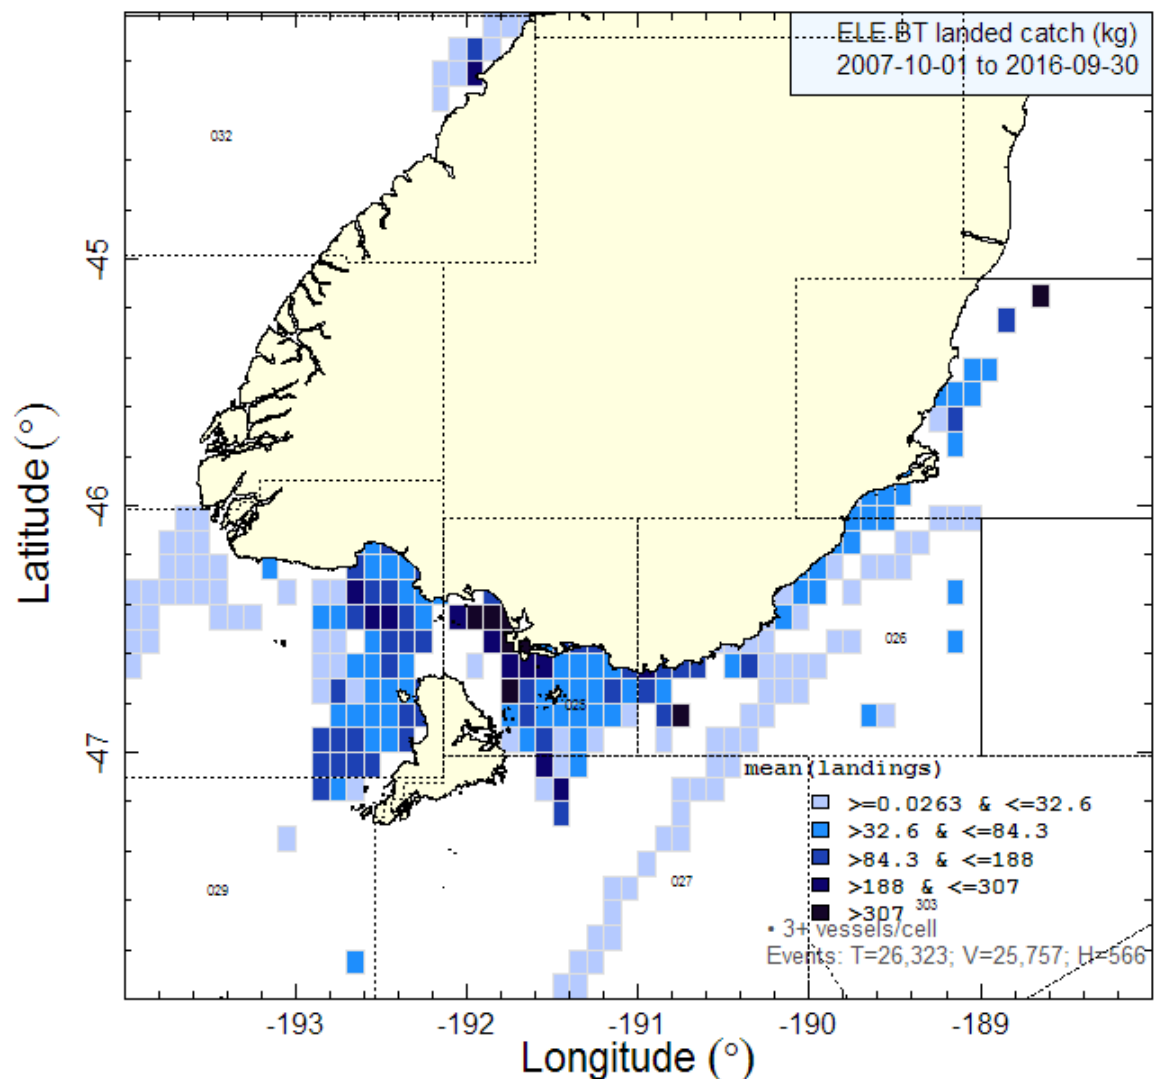 ELE BT landed catch (kg)
2007-10-01 to 2016-09-30
032
-45
Latitude (°)
-46
026
025
-47
mean(landings)
>=0.0263 & <=32.6
>32.6 & <=84.3
>84.3 & <=188
>188 & <=307
>307
303
029
027
• 3+ vessels/cell
Events: T=26,323; V=25,757; H=566
-193
-192
-191
-190
-189
Longitude (°)